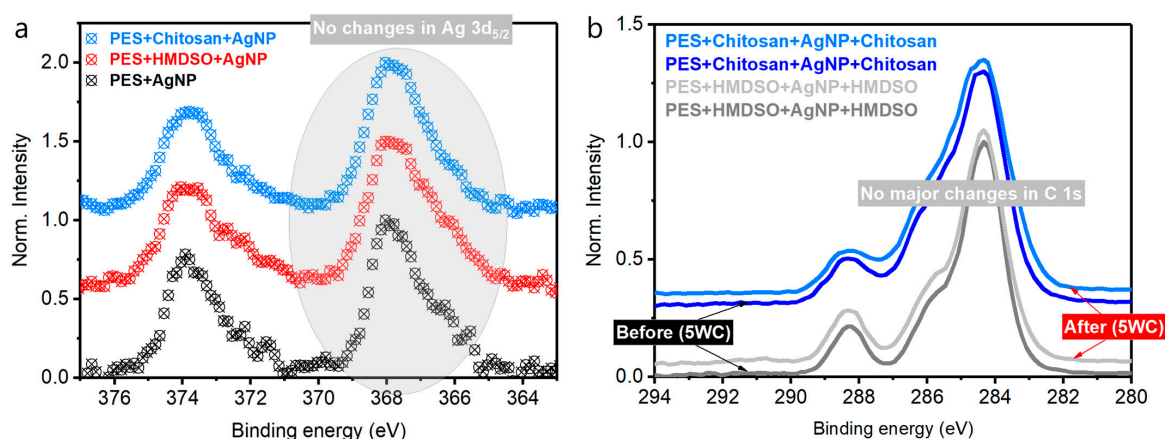 a
No changes in Ag 3d5/2
PES+Chitosan+AgNP
PES+HMDSO+AgNP
PES+AgNP
Norm. Intensity
2.0
1.5
1.0
0.5
0.0
376
374
372
370
368
366
364
Binding energy (eV)
b
PES+Chitosan+AgNP+Chitosan
PES+Chitosan+AgNP+Chitosan
PES+HMDSO+AgNP+HMDSO
PES+HMDSO+AgNP+HMDSO
No major changes in C 1s
Before (5WC)
After (5WC)
Norm. Intensity
1.5
1.0
0.5
0.0
294
292
290
288
286
284
282
280
Binding energy (eV)